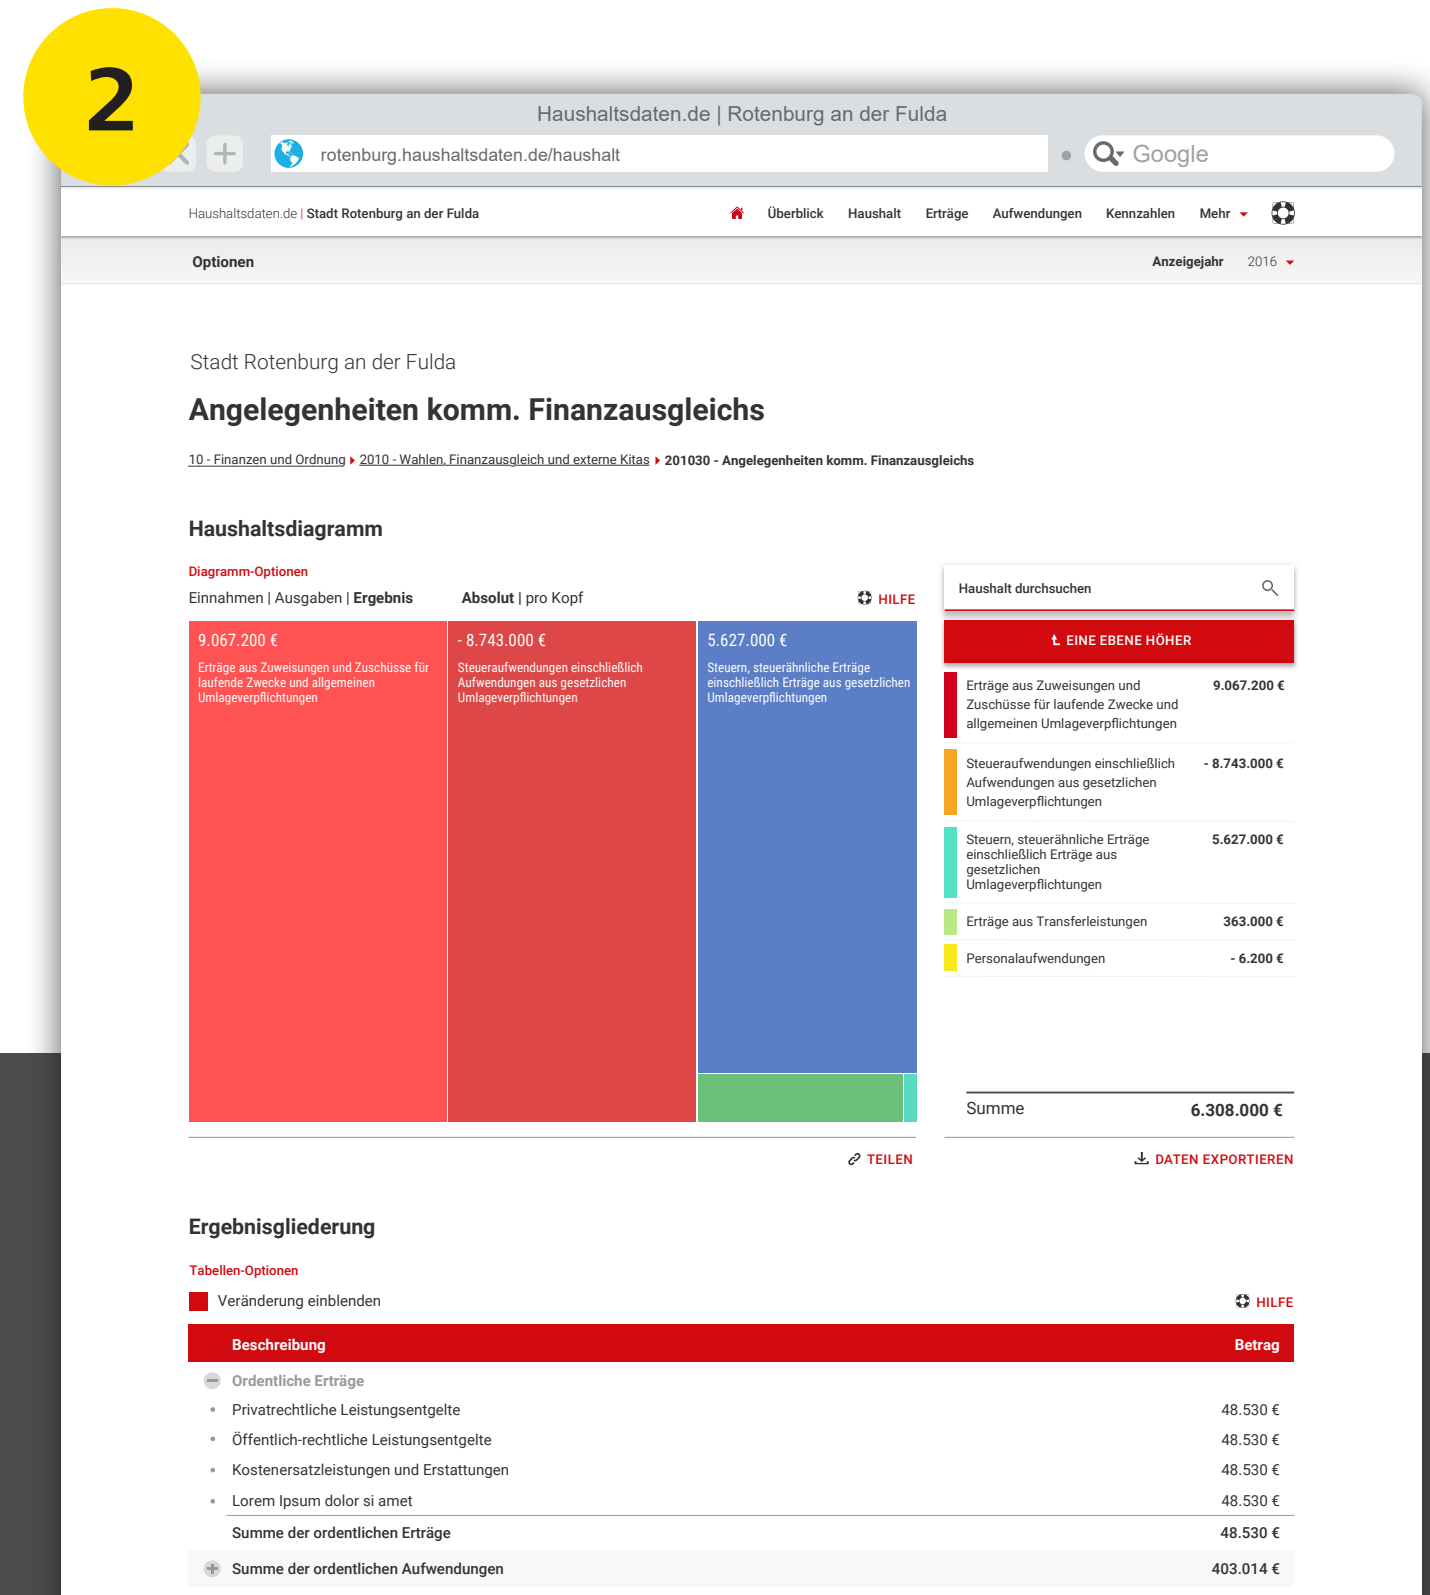 2
Haushaltsdaten.de | Rotenburg an der Fulda
rotenburg.haushaltsdaten.de/haushalt
Google
Haushaltsdaten.de | Stadt Rotenburg an der Fulda
Überblick Haushalt Erträge Aufwendungen Kennzahlen Mehr
Optionen
Anzeigejahr 2016
Stadt Rotenburg an der Fulda
Angelegenheiten komm. Finanzausgleichs
10 - Finanzen und Ordnung 2010 - Wahlen, Finanzausgleich und externe Kitas 201030 - Angelegenheiten komm. Finanzausgleichs
Haushaltsdiagramm
Diagramm-Optionen
Einnahmen | Ausgaben | Ergebnis Absolut | pro Kopf
HILFE
9.067.200 €
Erträge aus Zuweisungen und Zuschüsse für
laufende Zwecke und allgemeinen
Umlageverpflichtungen
- 8.743.000 €
Steueraufwendungen einschließlich
Aufwendungen aus gesetzlichen
Umlageverpflichtungen
5.627.000 €
Steuern, steuerähnliche Erträge
einschließlich Erträge aus gesetzlichen
Umlageverpflichtungen
TEILEN
Haushalt durchsuchen
EINE EBENE HÖHER
Erträge aus Zuweisungen und 9.067.200 €
Zuschüsse für laufende Zwecke und
allgemeinen Umlageverpflichtungen
Steueraufwendungen einschließlich - 8.743.000 €
Aufwendungen aus gesetzlichen
Umlageverpflichtungen
Steuern, steuerähnliche Erträge 5.627.000 €
einschließlich Erträge aus
gesetzlichen
Umlageverpflichtungen
Erträge aus Transferleistungen 363.000 €
Personalaufwendungen - 6.200 €
Summe 6.308.000 €
DATEN EXPORTIEREN
Ergebnisgliederung
Tabellen-Optionen
Veränderung einblenden
HILFE
Beschreibung Betrag
Ordentliche Erträge
Privatrechtliche Leistungsentgelte 48.530 €
Öffentlich-rechtliche Leistungsentgelte 48.530 €
Kostenersatzleistungen und Erstattungen 48.530 €
Lorem Ipsum dolor si amet 48.530 €
Summe der ordentlichen Erträge 48.530 €
Summe der ordentlichen Aufwendungen 403.014 €